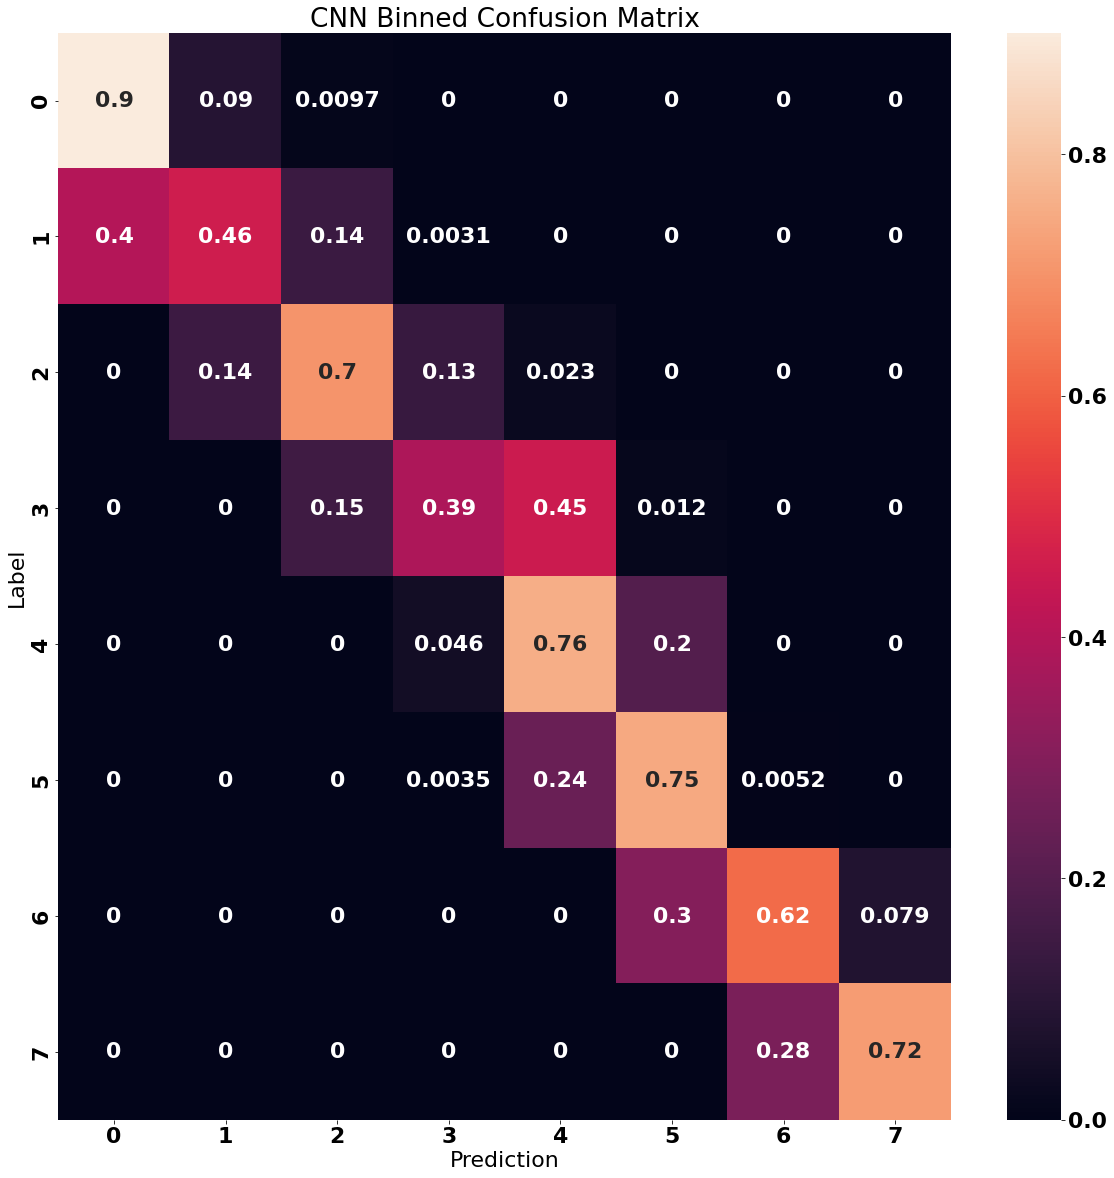 CNN Binned Confusion Matrix
0 0.9 0.09 0.0097 0 0 0 0 0
0.8
1 0.4 0.46 0.14 0.0031 0 0 0 0
2 0 0.14 0.7 0.13 0.023 0 0 0
0.6
3 0 0 0.15 0.39 0.45 0.012 0 0
Label
4 0 0 0 0.046 0.76 0.2 0 0
0.4
5 0 0 0 0.0035 0.24 0.75 0.0052 0
0.2
6 0 0 0 0 0 0.3 0.62 0.079
7 0 0 0 0 0 0 0.28 0.72
0.0
0 1 2 3 4 5 6 7
Prediction